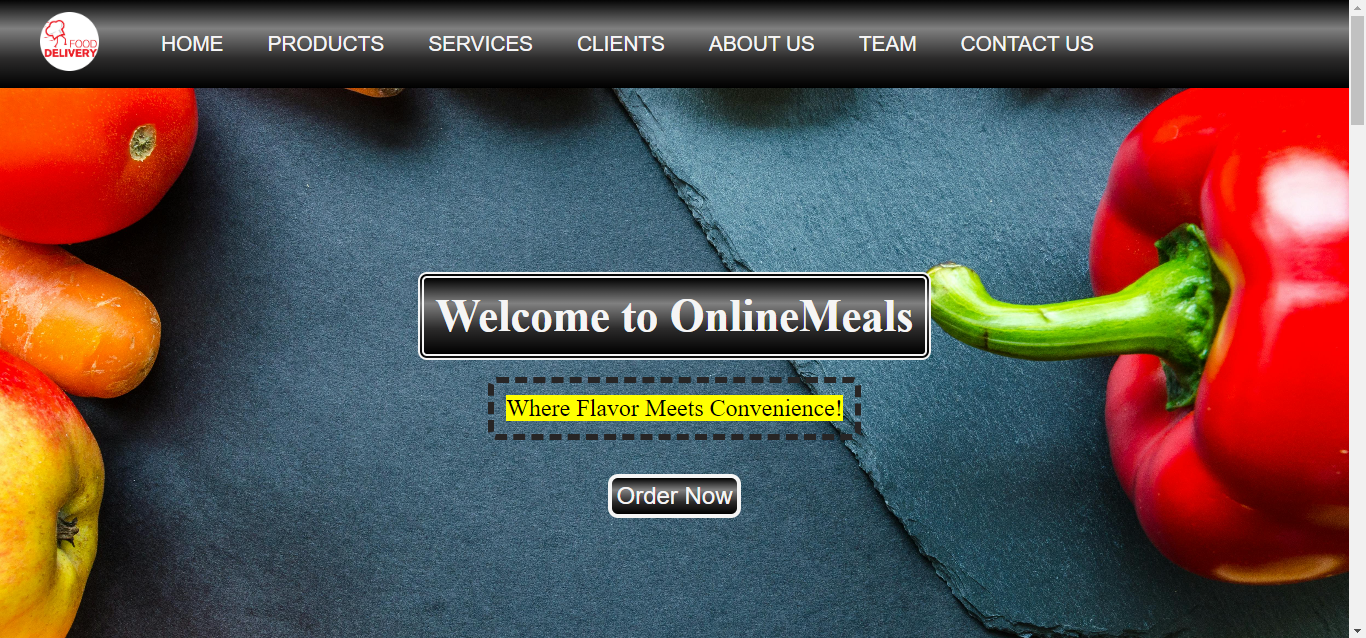 FOOD
DELIVERY
HOME PRODUCTS SERVICES CLIENTS ABOUT US TEAM CONTACT US
Welcome to OnlineMeals
Where Flavor Meets Convenience!
Order Now